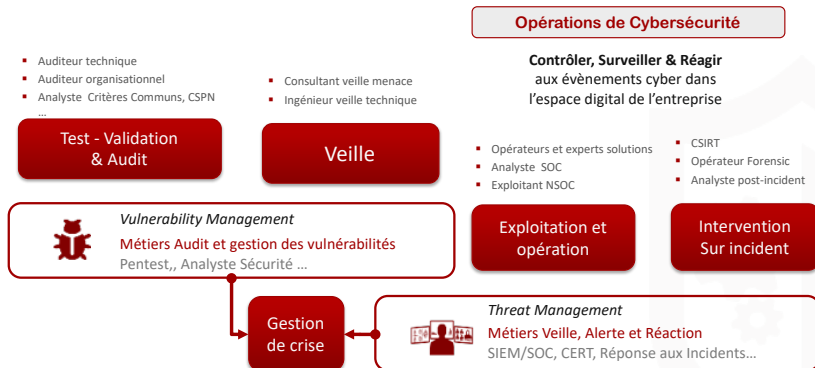 Opérations de Cybersécurité
Contrôler, Surveiller & Réagir
aux évènements cyber dans
l'espace digital de l'entreprise
▪ Auditeur technique
▪ Auditeur organisationnel
▪ Analyste Critères Communs, CSPN
…
Test - Validation
& Audit
▪ Consultant veille menace
▪ Ingénieur veille technique
Veille
▪ Opérateurs et experts solutions
▪ Analyste SOC
▪ Exploitant NSOC
Exploitation et
opération
▪ CSIRT
▪ Opérateur Forensic
▪ Analyste post-incident
Intervention
Sur incident
Vulnerability Management
Métiers Audit et gestion des vulnérabilités
Pentest,, Analyste Sécurité …
Gestion
de crise
Threat Management
Métiers Veille, Alerte et Réaction
SIEM/SOC, CERT, Réponse aux Incidents…